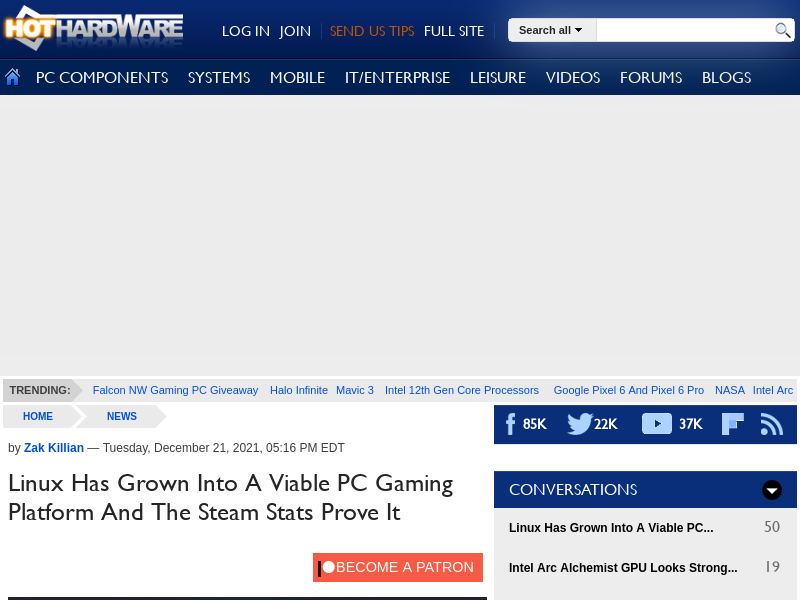 HOTHARDWARE
LOG IN JOIN SEND US TIPS FULL SITE Search all
PC COMPONENTS SYSTEMS MOBILE IT/ENTERPRISE LEISURE VIDEOS FORUMS BLOGS
TRENDING: Falcon NW Gaming PC Giveaway Halo Infinite Mavic 3 Intel 12th Gen Core Processors Google Pixel 6 And Pixel 6 Pro NASA Intel Arc
HOME NEWS
85K 22K 37K
by Zak Killian — Tuesday, December 21, 2021, 05:16 PM EDT
Linux Has Grown Into A Viable PC Gaming
Platform And The Steam Stats Prove It
BECOME A PATRON
CONVERSATIONS
Linux Has Grown Into A Viable PC... 50
Intel Arc Alchemist GPU Looks Strong... 19